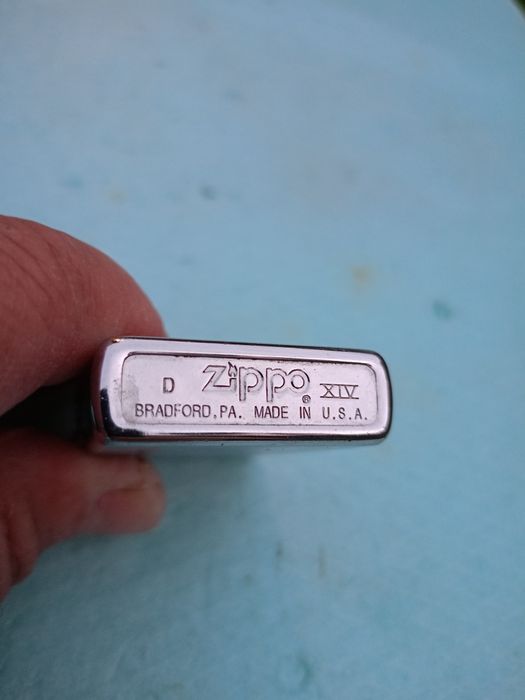 D Zippo ® XIV
BRADFORD, PA. MADE IN U.S.A.